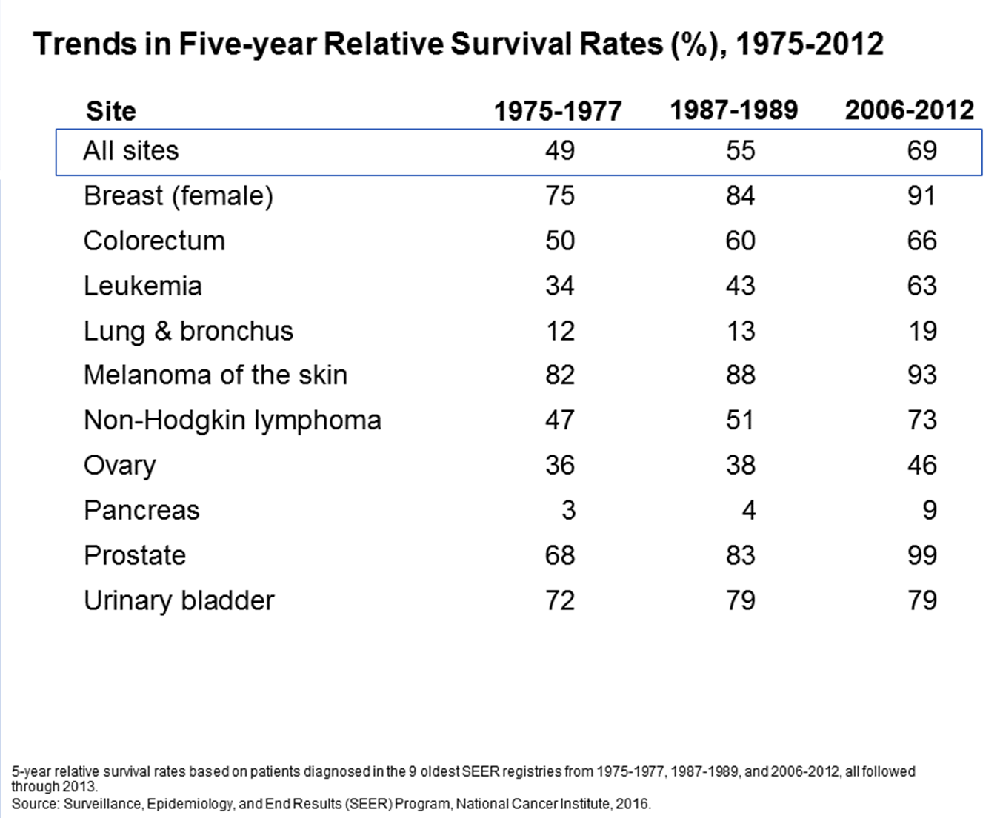 Trends in Five-year Relative Survival Rates (%), 1975-2012
Site 1975-1977 1987-1989 2006-2012
All sites 49 55 69
Breast (female) 75 84 91
Colorectum 50 60 66
Leukemia 34 43 63
Lung & bronchus 12 13 19
Melanoma of the skin 82 88 93
Non-Hodgkin lymphoma 47 51 73
Ovary 36 38 46
Pancreas 3 4 9
Prostate 68 83 99
Urinary bladder 72 79 79
5-year relative survival rates based on patients diagnosed in the 9 oldest SEER registries from 1975-1977, 1987-1989, and 2006-2012, all followed
through 2013.
Source: Surveillance, Epidemiology, and End Results (SEER) Program, National Cancer Institute, 2016.